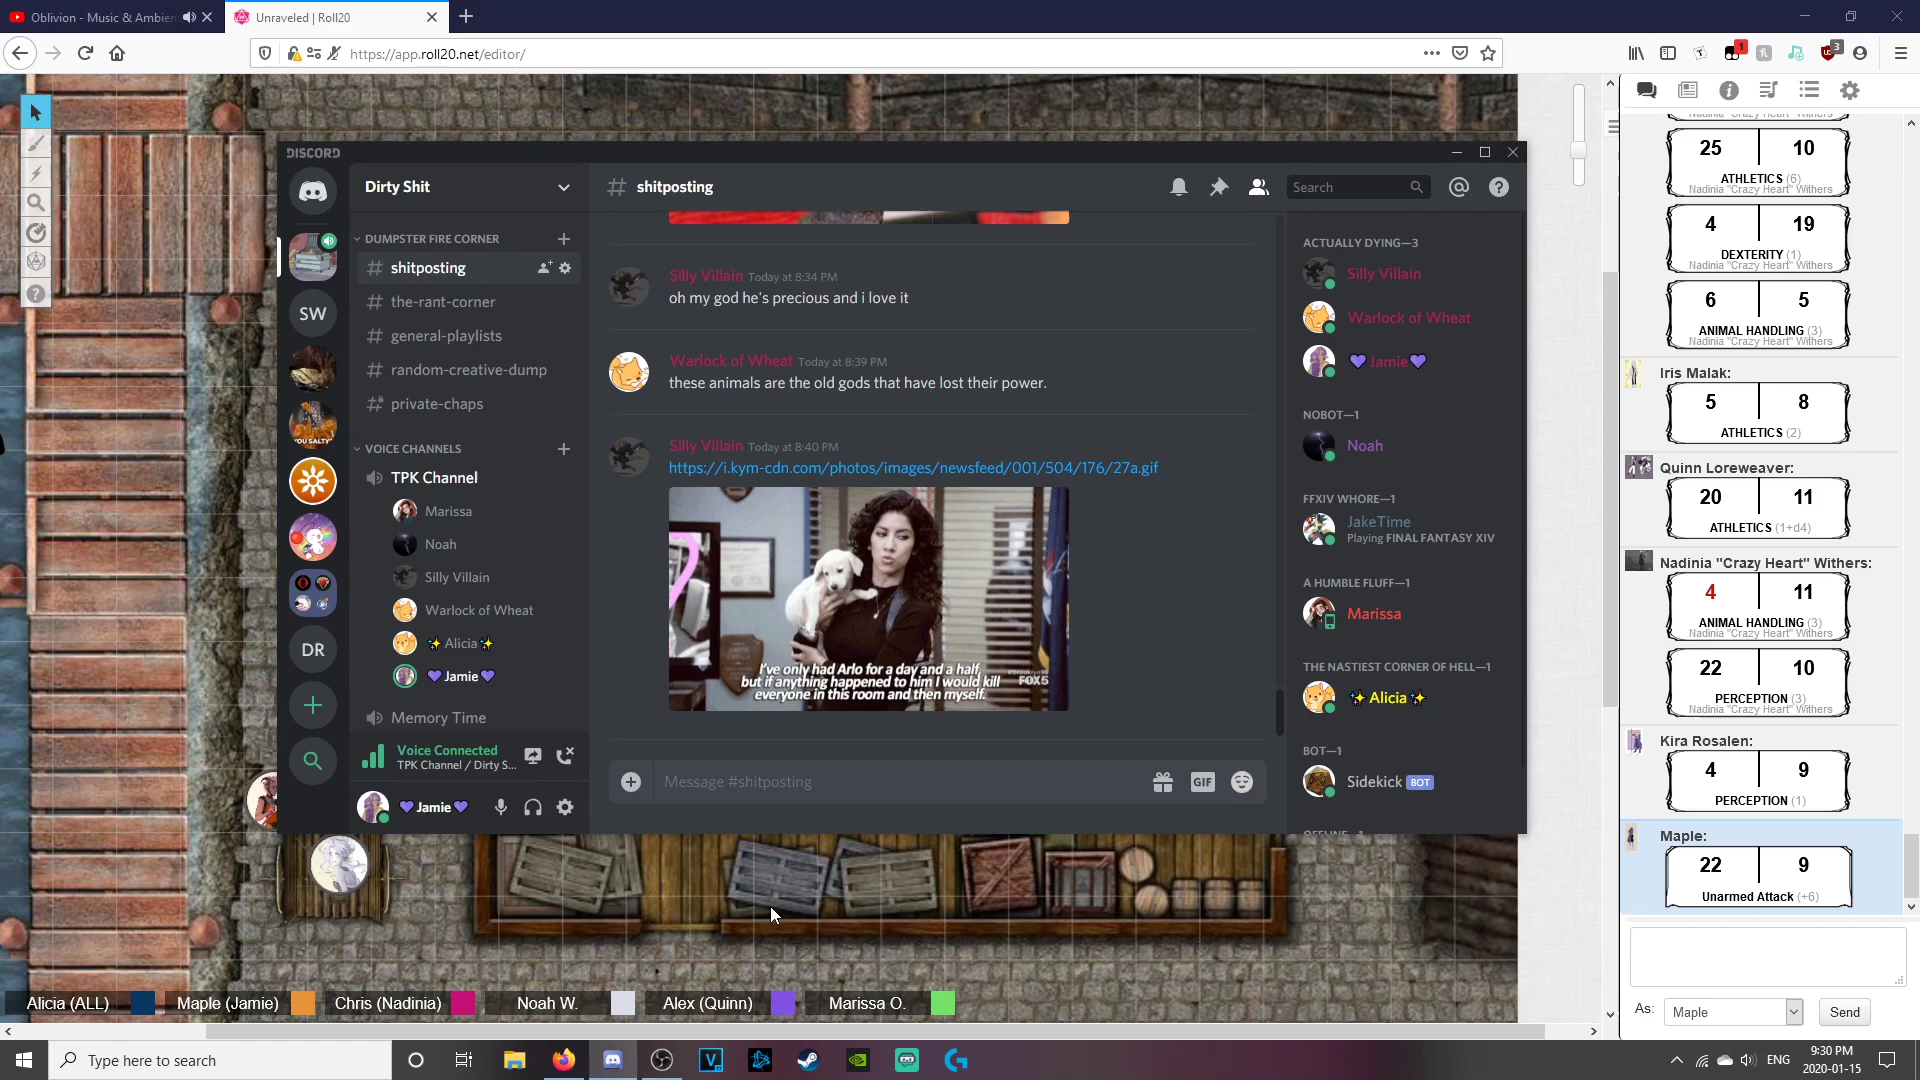 Oblivion - Music & Ambien
Unraveled | Roll20
https://app.roll20.net/editor/
1
3
DISCORD
Dirty Shit
DUMPSTER FIRE CORNER
shitposting
the-rant-corner
general-playlists
random-creative-dump
private-chaps
VOICE CHANNELS
TPK Channel
Marissa
Noah
Silly Villain
Warlock of Wheat
✨Alicia✨
💜Jamie💜
Memory Time
Voice Connected
TPK Channel / Dirty S...
💜Jamie💜
SW
YOU SALTY
DR
# shitposting
Search
Silly Villain Today at 8:34 PM
oh my god he's precious and i love it
Warlock of Wheat Today at 8:39 PM
these animals are the old gods that have lost their power.
Silly Villain Today at 8:40 PM
https://i.kym-cdn.com/photos/images/newsfeed/001/504/176/27a.gif
I've only had Arlo for a day and a half,
but if anything happened to him I would kill
everyone in this room and then myself.
FOX5
Message #shitposting
GIF
ACTUALLY DYING—3
Silly Villain
Warlock of Wheat
💜Jamie💜
NOBOT—1
Noah
FFXIV WHORE—1
JakeTime
Playing FINAL FANTASY XIV
A HUMBLE FLUFF—1
Marissa
THE NASTIEST CORNER OF HELL—1
✨Alicia✨
BOT—1
Sidekick BOT
OFFLINE—1
Nadinia "Crazy Heart" Withers
25 10
ATHLETICS (6)
Nadinia "Crazy Heart" Withers
4 19
DEXTERITY (1)
Nadinia "Crazy Heart" Withers
6 5
ANIMAL HANDLING (3)
Nadinia "Crazy Heart" Withers
Iris Malak:
5 8
ATHLETICS (2)
Quinn Loreweaver:
20 11
ATHLETICS (1+d4)
Nadinia "Crazy Heart" Withers:
4 11
ANIMAL HANDLING (3)
Nadinia "Crazy Heart" Withers
22 10
PERCEPTION (3)
Nadinia "Crazy Heart" Withers
Kira Rosalen:
4 9
PERCEPTION (1)
Maple:
22 9
Unarmed Attack (+6)
As: Maple Send
Alicia (ALL) Maple (Jamie) Chris (Nadinia) Noah W. Alex (Quinn) Marissa O.
Type here to search
ENG
9:30 PM
2020-01-15